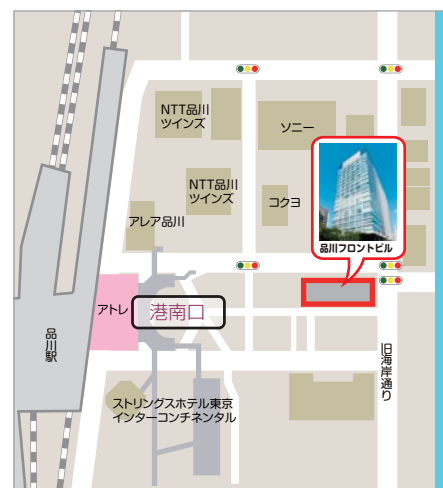 NTT品川
ツインズ
ソニー
NTT品川
ツインズ
コクヨ
品川フロントビル
アレア品川
アトレ
港南口
品川駅
旧海岸通り
ストリングスホテル東京
インターコンチネンタル